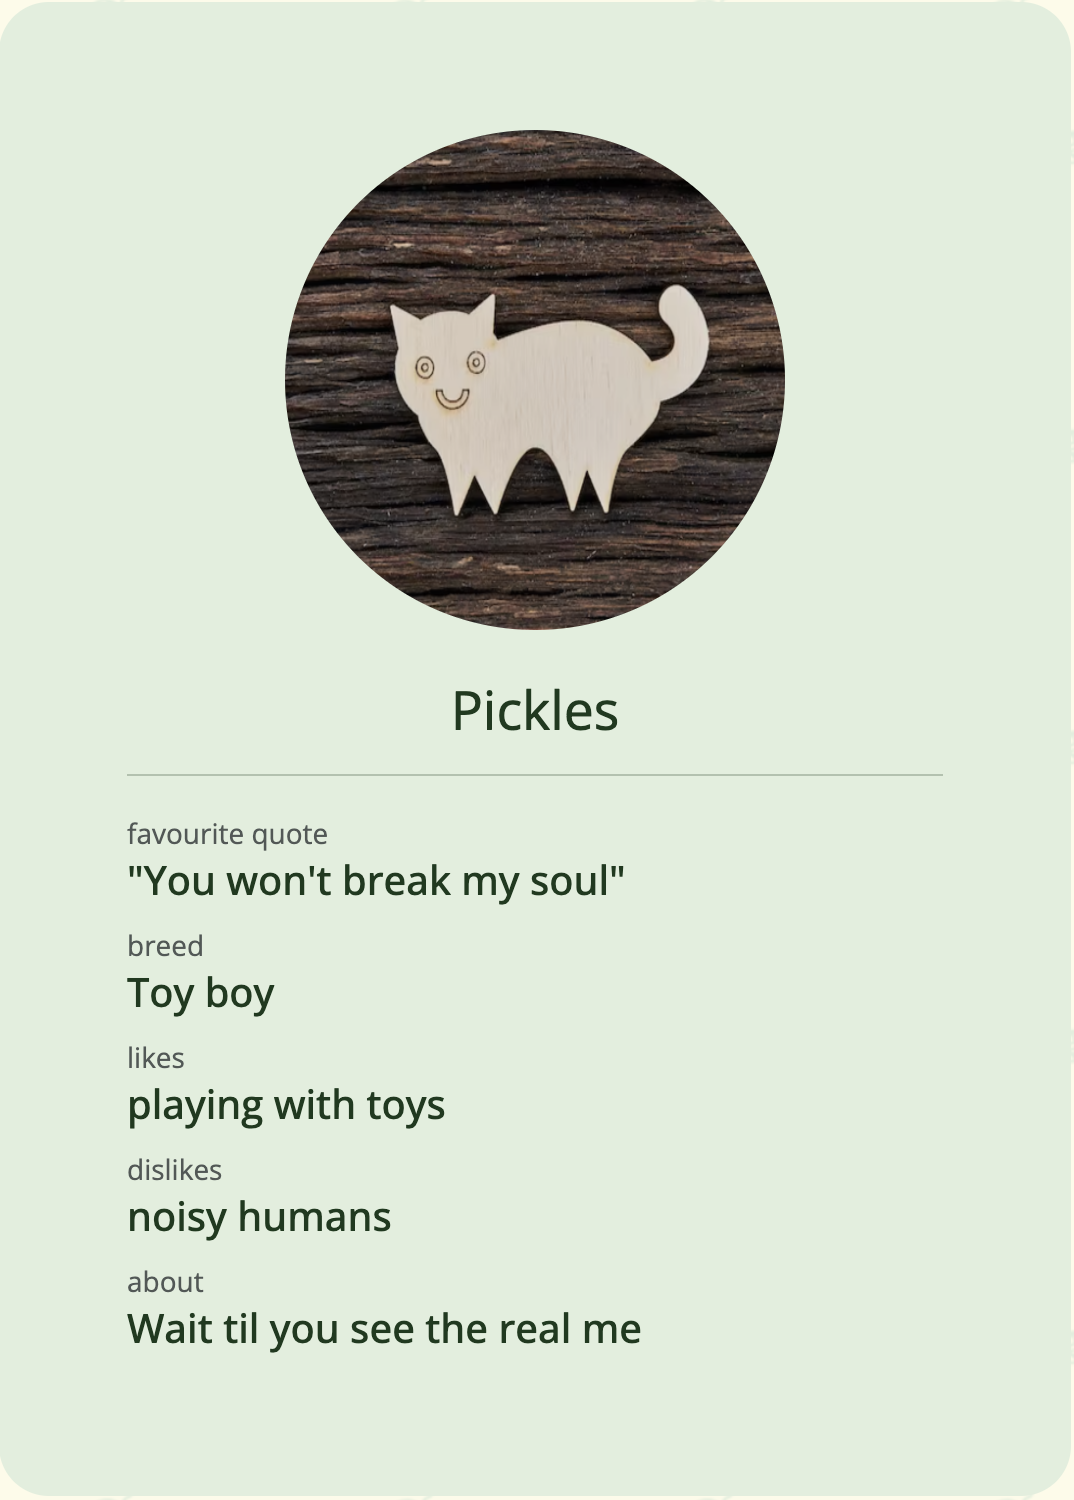 Pickles
favourite quote
"You won't break my soul"
breed
Toy boy
likes
playing with toys
dislikes
noisy humans
about
Wait til you see the real me